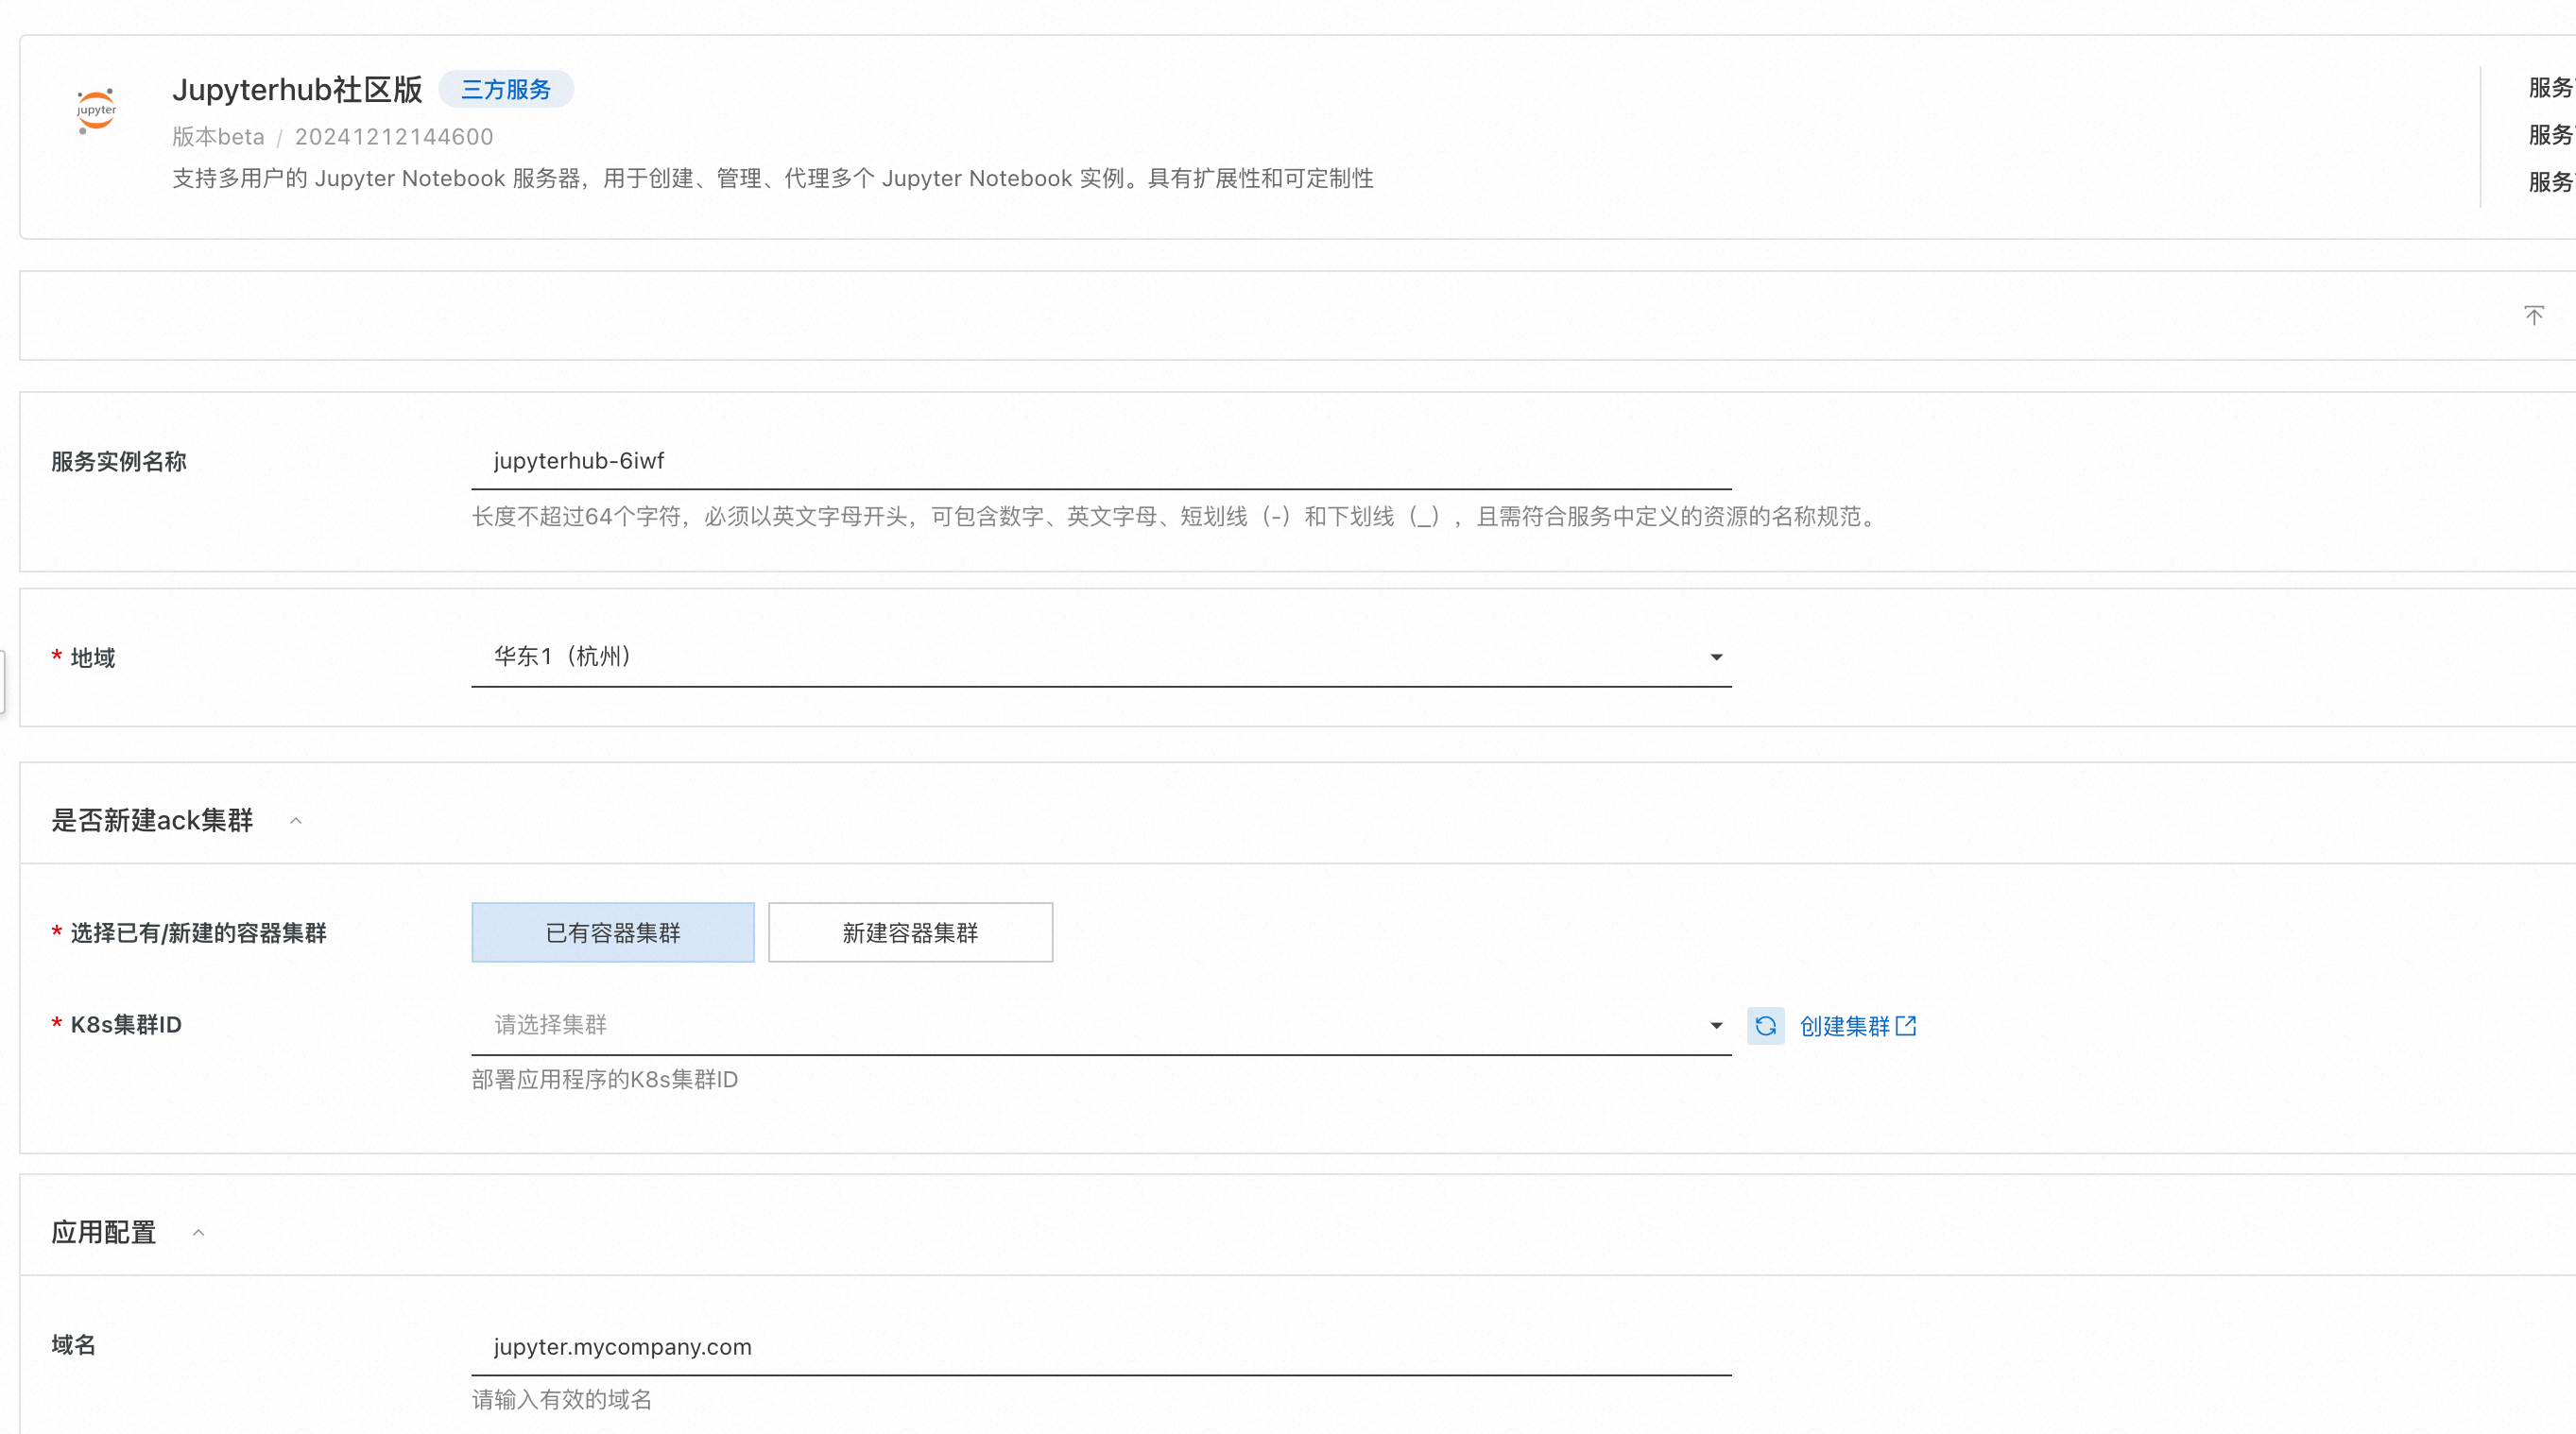 jupyter
Jupyterhub社区版 三方服务
版本beta / 20241212144600
支持多用户的 Jupyter Notebook 服务器，用于创建、管理、代理多个 Jupyter Notebook 实例。具有扩展性和可定制性
服务
服务
服务
服务实例名称
jupyterhub-6iwf
长度不超过64个字符，必须以英文字母开头，可包含数字、英文字母、短划线（-）和下划线（_），且需符合服务中定义的资源的名称规范。
* 地域
华东1（杭州）
是否新建ack集群
* 选择已有/新建的容器集群
已有容器集群 新建容器集群
* K8s集群ID
请选择集群
创建集群
部署应用程序的K8s集群ID
应用配置
域名
jupyter.mycompany.com
请输入有效的域名